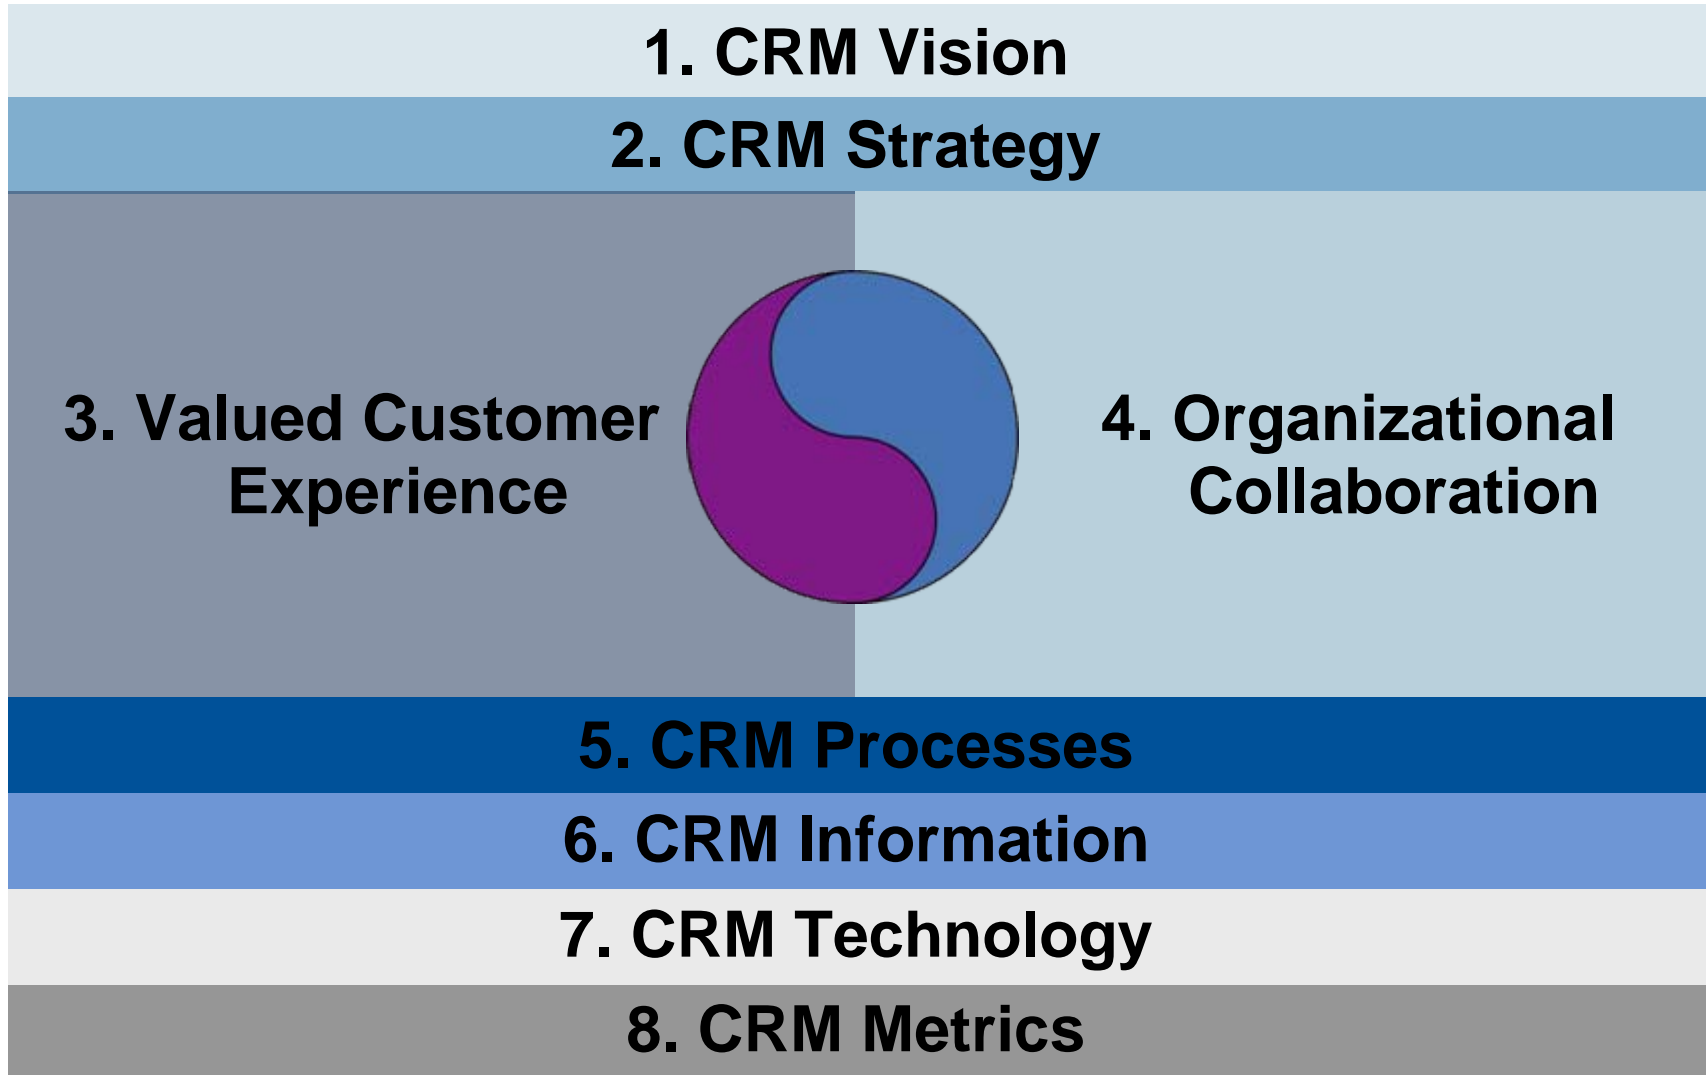 1. CRM Vision
2. CRM Strategy
3. Valued Customer
Experience
4. Organizational
Collaboration
5. CRM Processes
6. CRM Information
7. CRM Technology
8. CRM Metrics